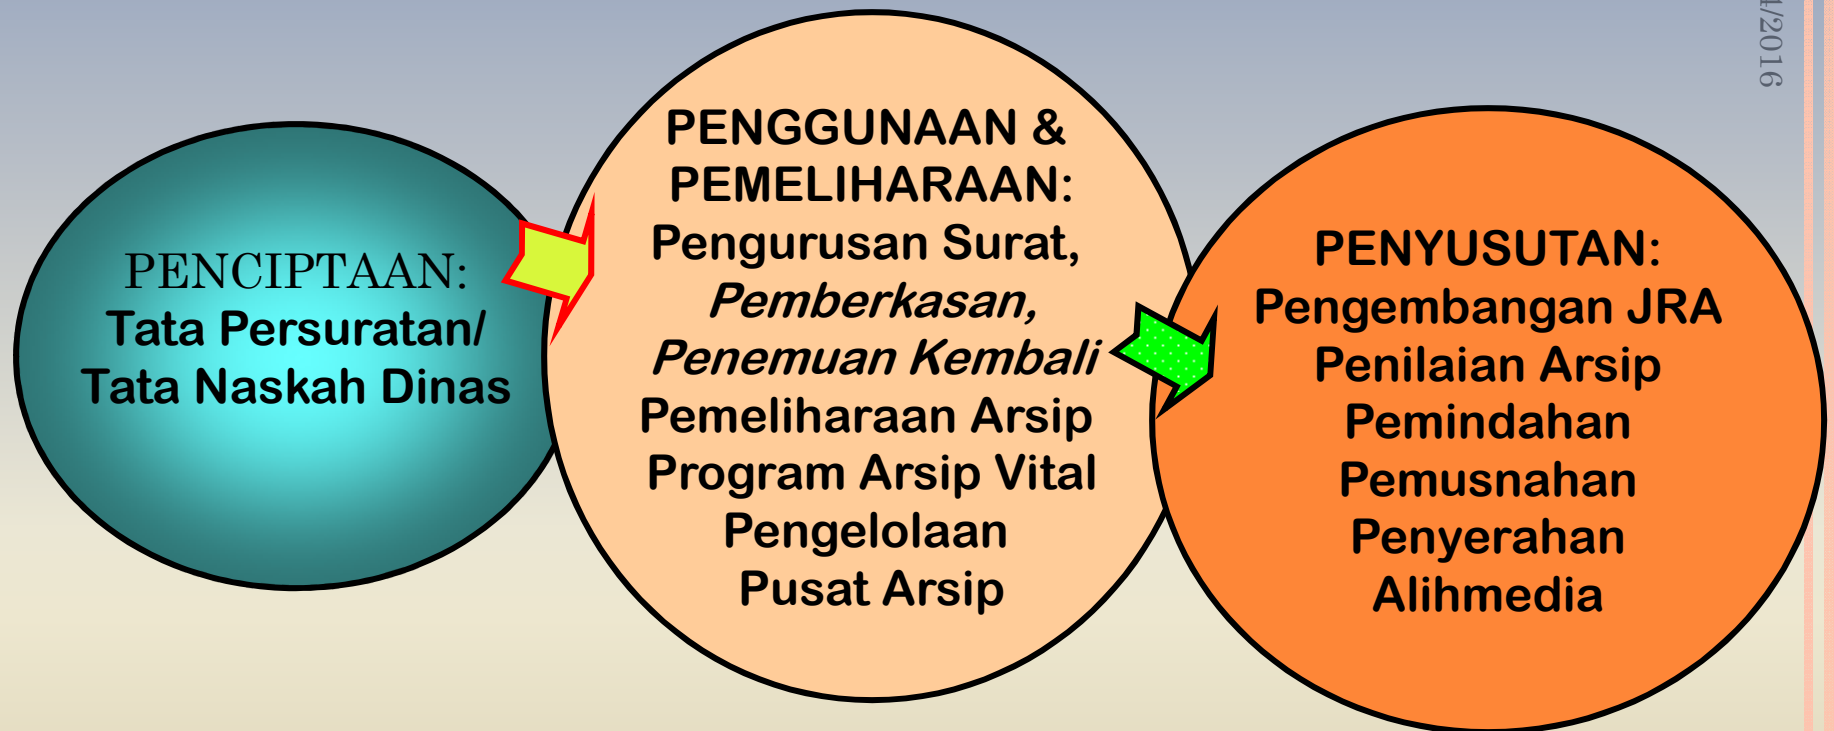 PENCIPTAAN:
Tata Persuratan/
Tata Naskah Dinas
PENGGUNAAN &
PEMELIHARAAN:
Pengurusan Surat,
Pemberkasan,
Penemuan Kembali
Pemeliharaan Arsip
Program Arsip Vital
Pengelolaan
Pusat Arsip
PENYUSUTAN:
Pengembangan JRA
Penilaian Arsip
Pemindahan
Pemusnahan
Penyerahan
Alihmedia
4/2016